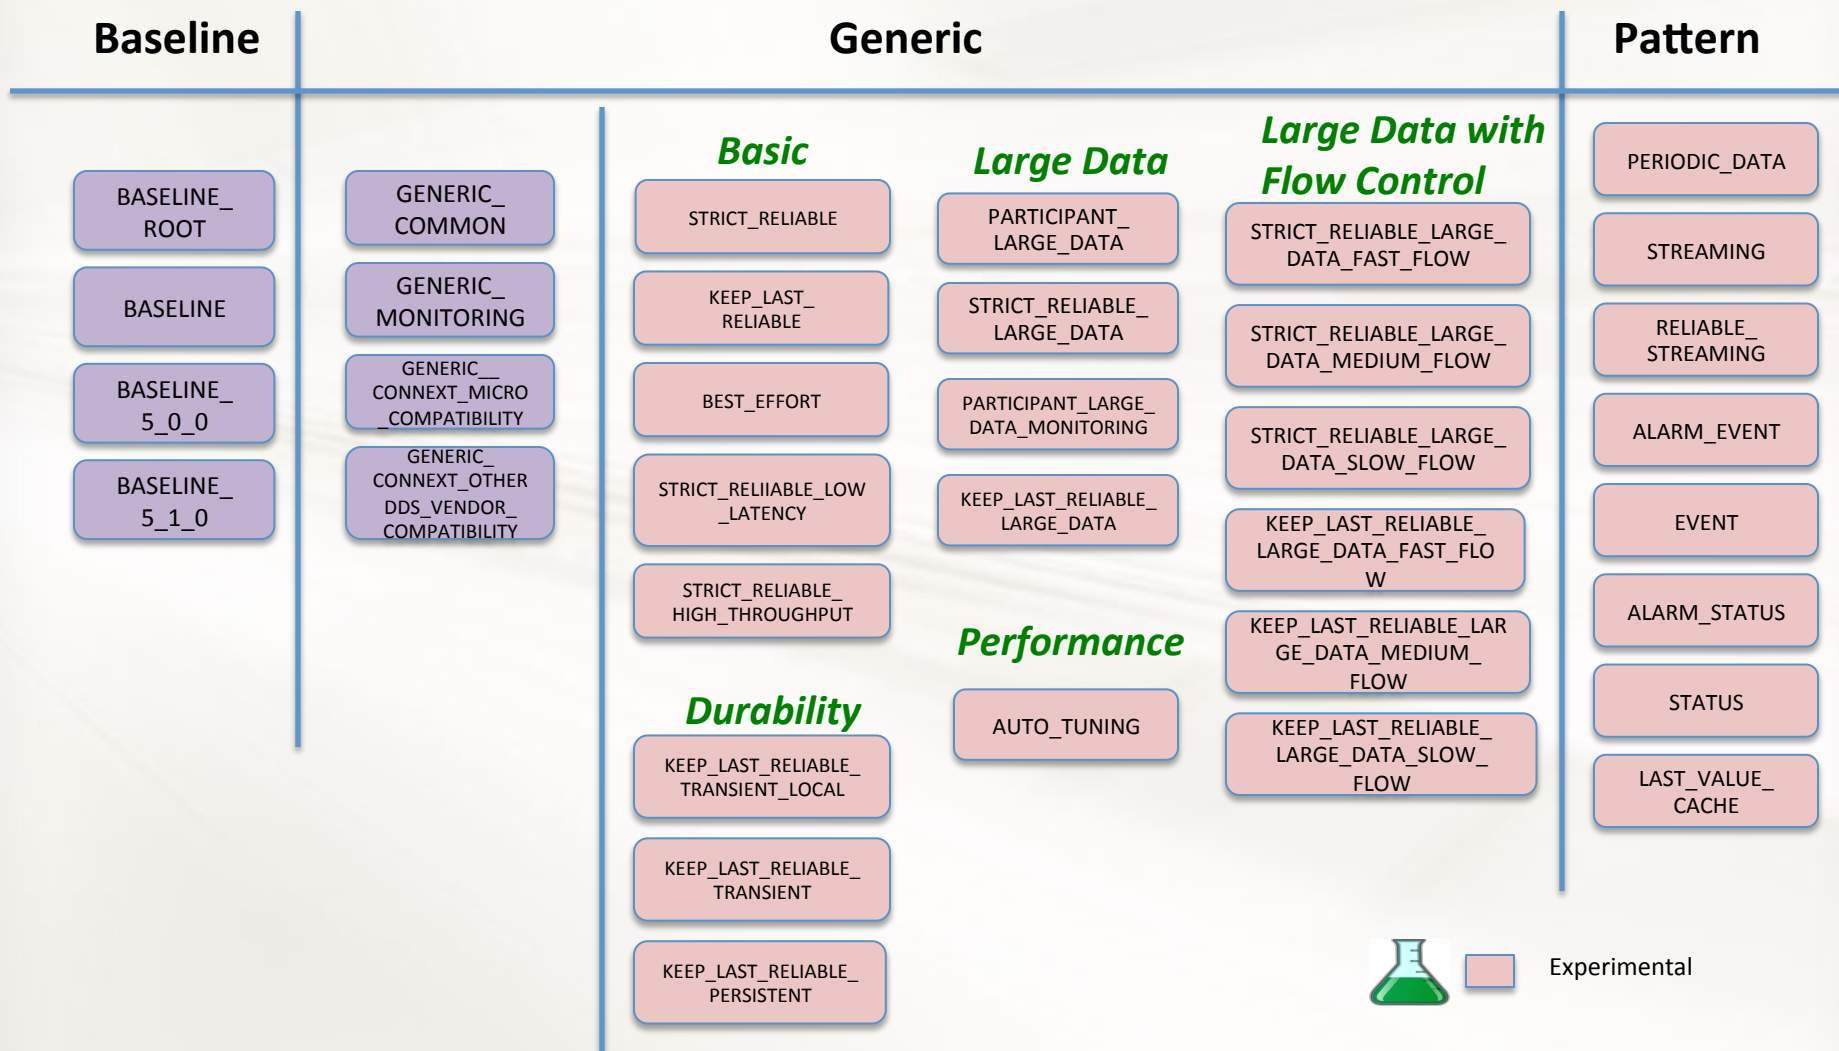 Baseline
Generic
Pattern
BASELINE_
ROOT
BASELINE
BASELINE_
5_0_0
BASELINE_
5_1_0
GENERIC_
COMMON
GENERIC_
MONITORING
GENERIC__
CONNEXT_MICRO
_COMPATIBILITY
GENERIC_
CONNEXT_OTHER
DDS_VENDOR_
COMPATIBILITY
Basic
STRICT_RELIABLE
KEEP_LAST_
RELIABLE
BEST_EFFORT
STRICT_RELIIABLE_LOW
_LATENCY
STRICT_RELIABLE_
HIGH_THROUGHPUT
Durability
KEEP_LAST_RELIABLE_
TRANSIENT_LOCAL
KEEP_LAST_RELIABLE_
TRANSIENT
KEEP_LAST_RELIABLE_
PERSISTENT
Large Data
PARTICIPANT_
LARGE_DATA
STRICT_RELIABLE_
LARGE_DATA
PARTICIPANT_LARGE_
DATA_MONITORING
KEEP_LAST_RELIABLE_
LARGE_DATA
Performance
AUTO_TUNING
Large Data with
Flow Control
STRICT_RELIABLE_LARGE_
DATA_FAST_FLOW
STRICT_RELIABLE_LARGE_
DATA_MEDIUM_FLOW
STRICT_RELIABLE_LARGE_
DATA_SLOW_FLOW
KEEP_LAST_RELIABLE_
LARGE_DATA_FAST_FLO
W
KEEP_LAST_RELIABLE_LAR
GE_DATA_MEDIUM_
FLOW
KEEP_LAST_RELIABLE_
LARGE_DATA_SLOW_
FLOW
PERIODIC_DATA
STREAMING
RELIABLE_
STREAMING
ALARM_EVENT
EVENT
ALARM_STATUS
STATUS
LAST_VALUE_
CACHE
Experimental